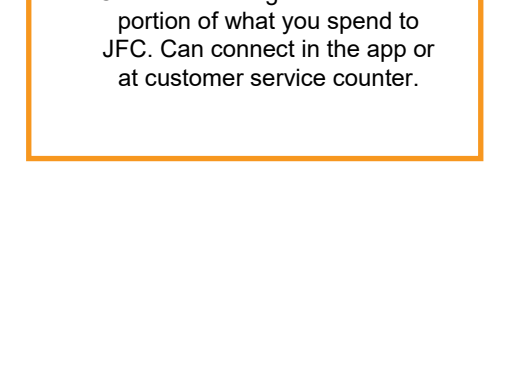 portion of what you spend to
JFC. Can connect in the app or
at customer service counter.